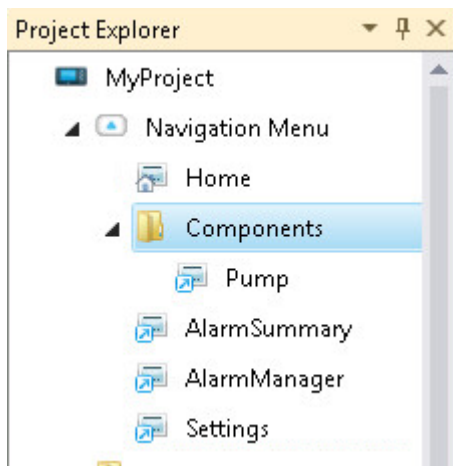 Project Explorer
MyProject
Navigation Menu
Home
Components
Pump
AlarmSummary
AlarmManager
Settings